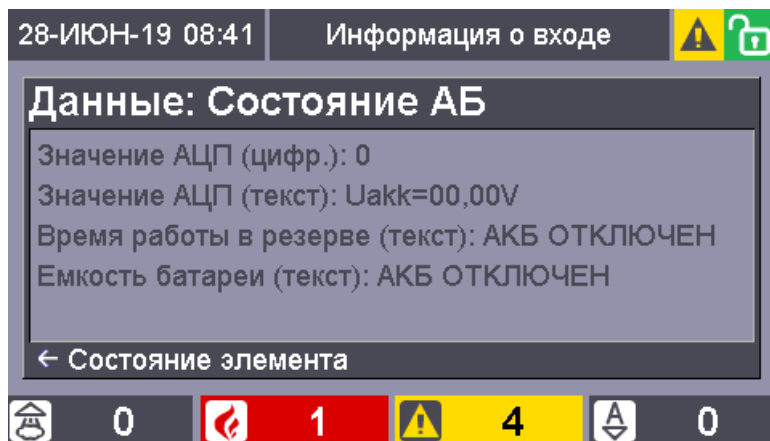 28-ИЮН-19 08:41 Информация о входе
Данные: Состояние АБ
Значение АЦП (цифр.): 0
Значение АЦП (текст): Uakk=00,00V
Время работы в резерве (текст): АКБ ОТКЛЮЧЕН
Емкость батареи (текст): АКБ ОТКЛЮЧЕН
← Состояние элемента
0 1 4 A 0